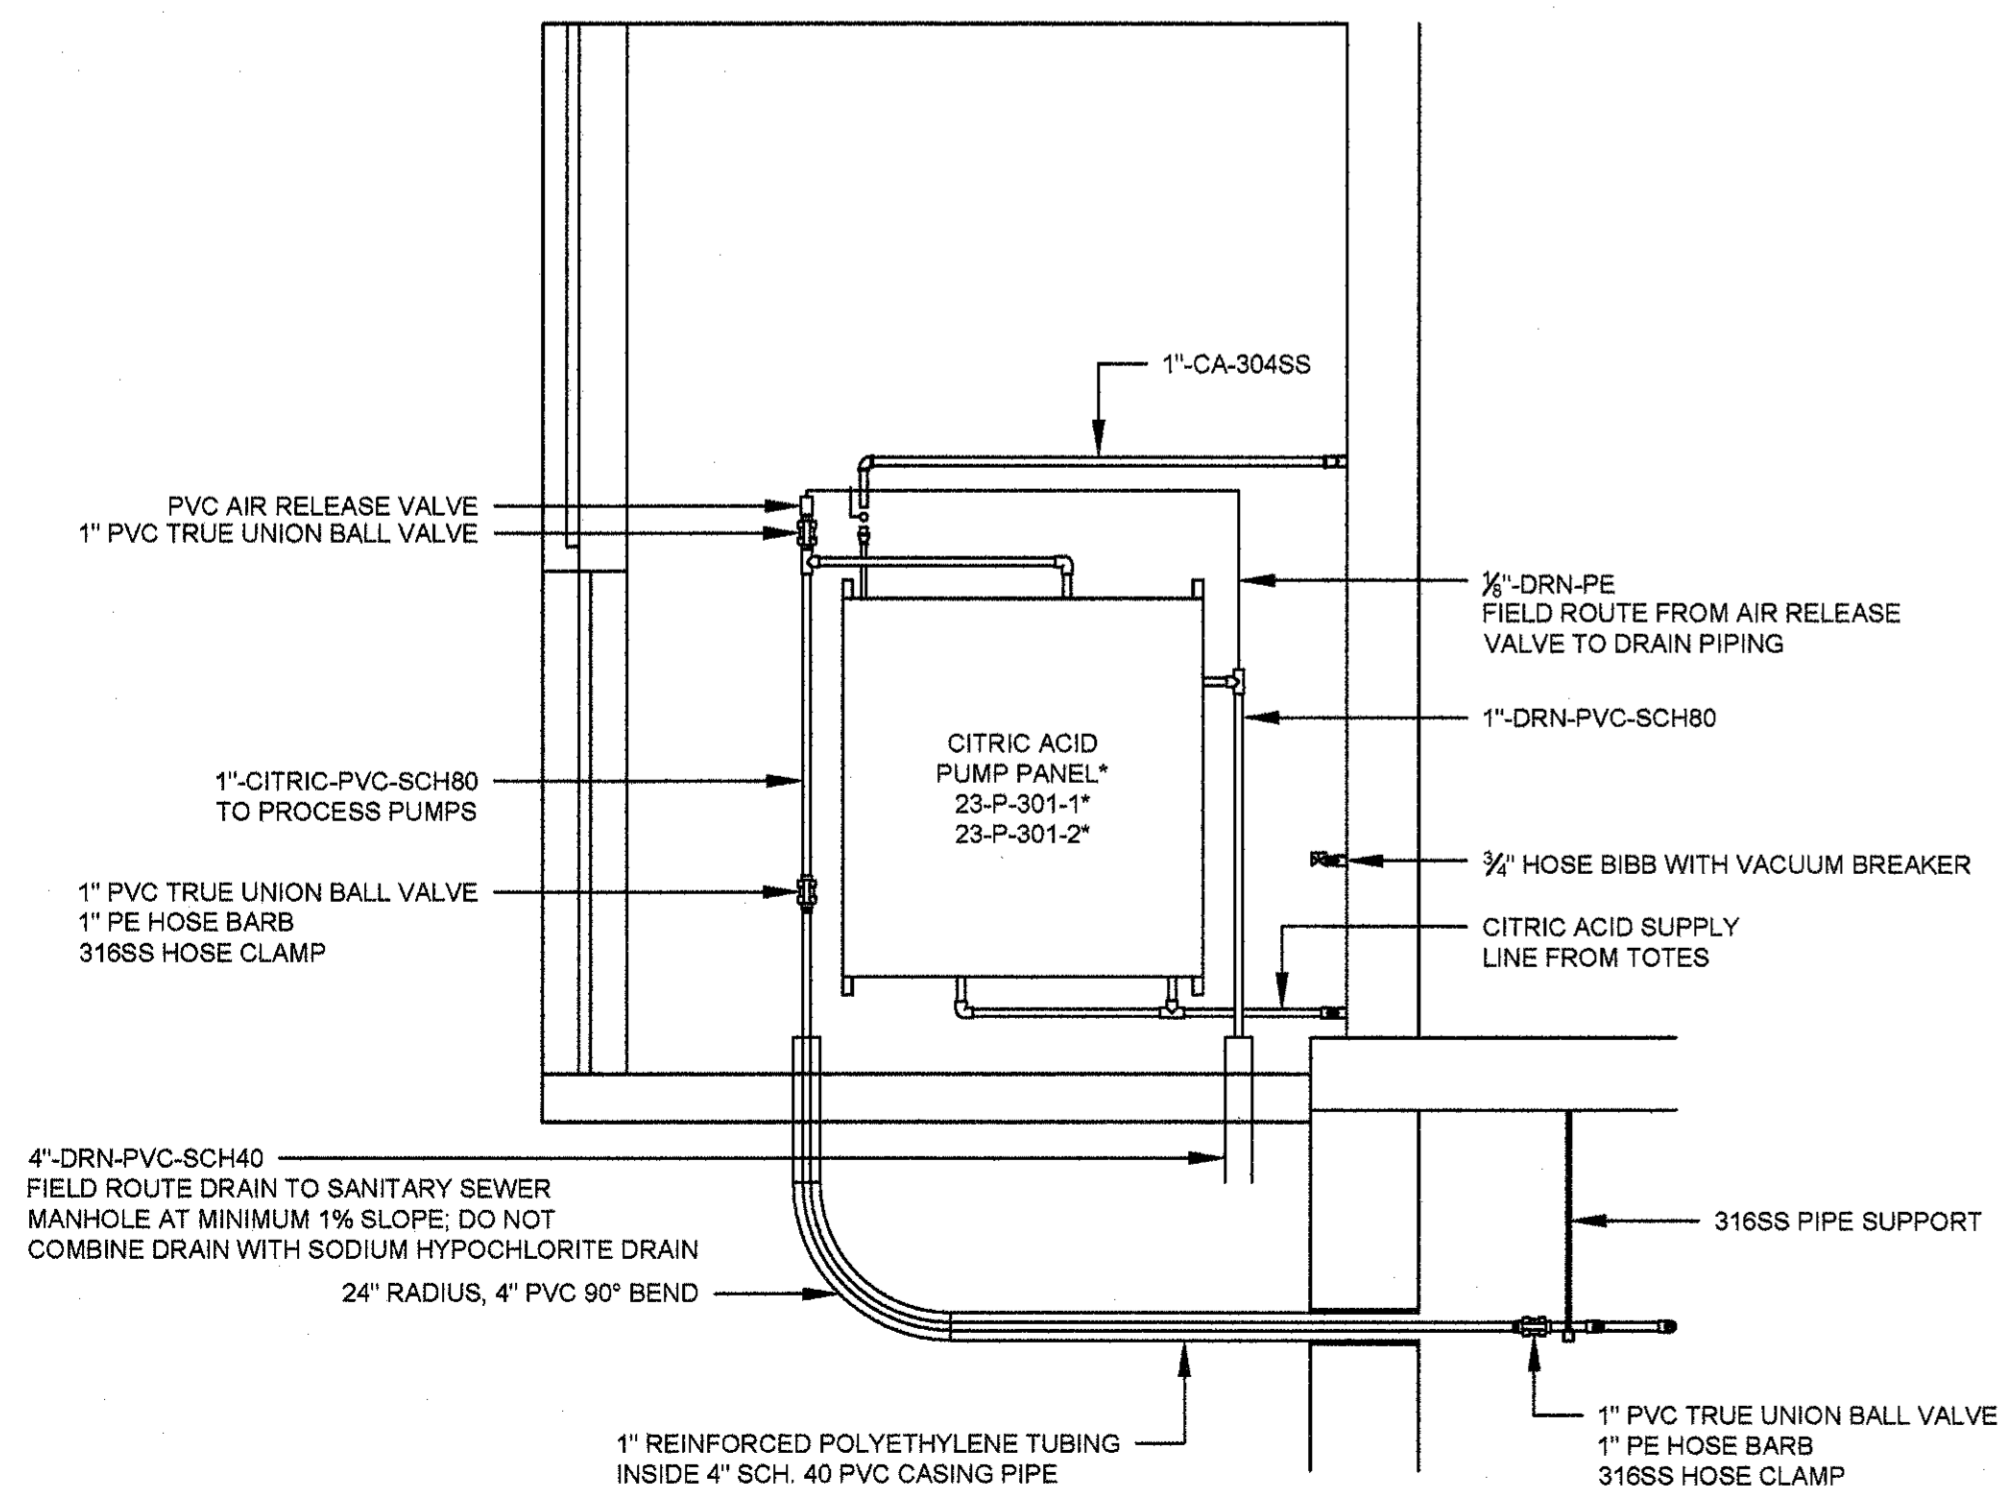 1"-CA-304SS
PVC AIR RELEASE VALVE
1" PVC TRUE UNION BALL VALVE
⅛"-DRN-PE
FIELD ROUTE FROM AIR RELEASE
VALVE TO DRAIN PIPING
1"-DRN-PVC-SCH80
CITRIC ACID
PUMP PANEL*
23-P-301-1*
23-P-301-2*
1"-CITRIC-PVC-SCH80
TO PROCESS PUMPS
¾" HOSE BIBB WITH VACUUM BREAKER
1" PVC TRUE UNION BALL VALVE
1" PE HOSE BARB
316SS HOSE CLAMP
CITRIC ACID SUPPLY
LINE FROM TOTES
4"-DRN-PVC-SCH40
FIELD ROUTE DRAIN TO SANITARY SEWER
MANHOLE AT MINIMUM 1% SLOPE; DO NOT
COMBINE DRAIN WITH SODIUM HYPOCHLORITE DRAIN
316SS PIPE SUPPORT
24" RADIUS, 4" PVC 90° BEND
1" REINFORCED POLYETHYLENE TUBING
INSIDE 4" SCH. 40 PVC CASING PIPE
1" PVC TRUE UNION BALL VALVE
1" PE HOSE BARB
316SS HOSE CLAMP